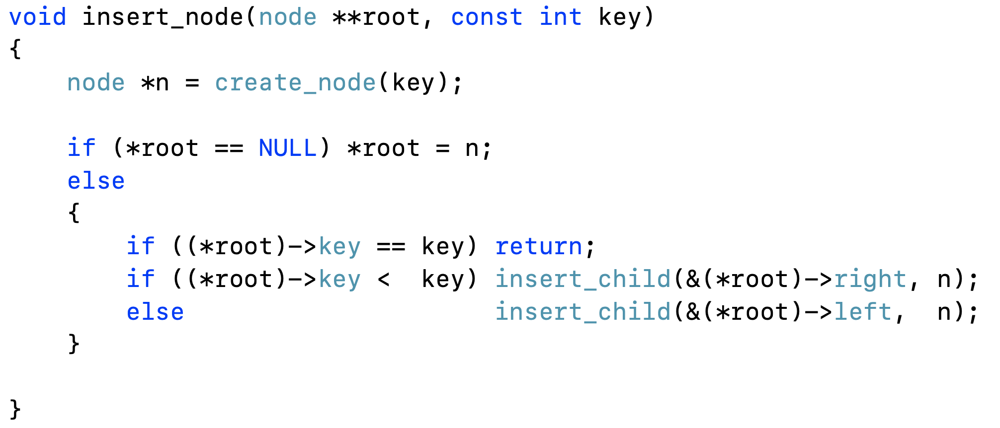 void insert_node(node **root, const int key)
{
    node *n = create_node(key);

    if (*root == NULL) *root = n;
    else
    {
        if ((*root)->key == key) return;
        if ((*root)->key <  key) insert_child(&(*root)->right, n);
        else                     insert_child(&(*root)->left,  n);
    }

}